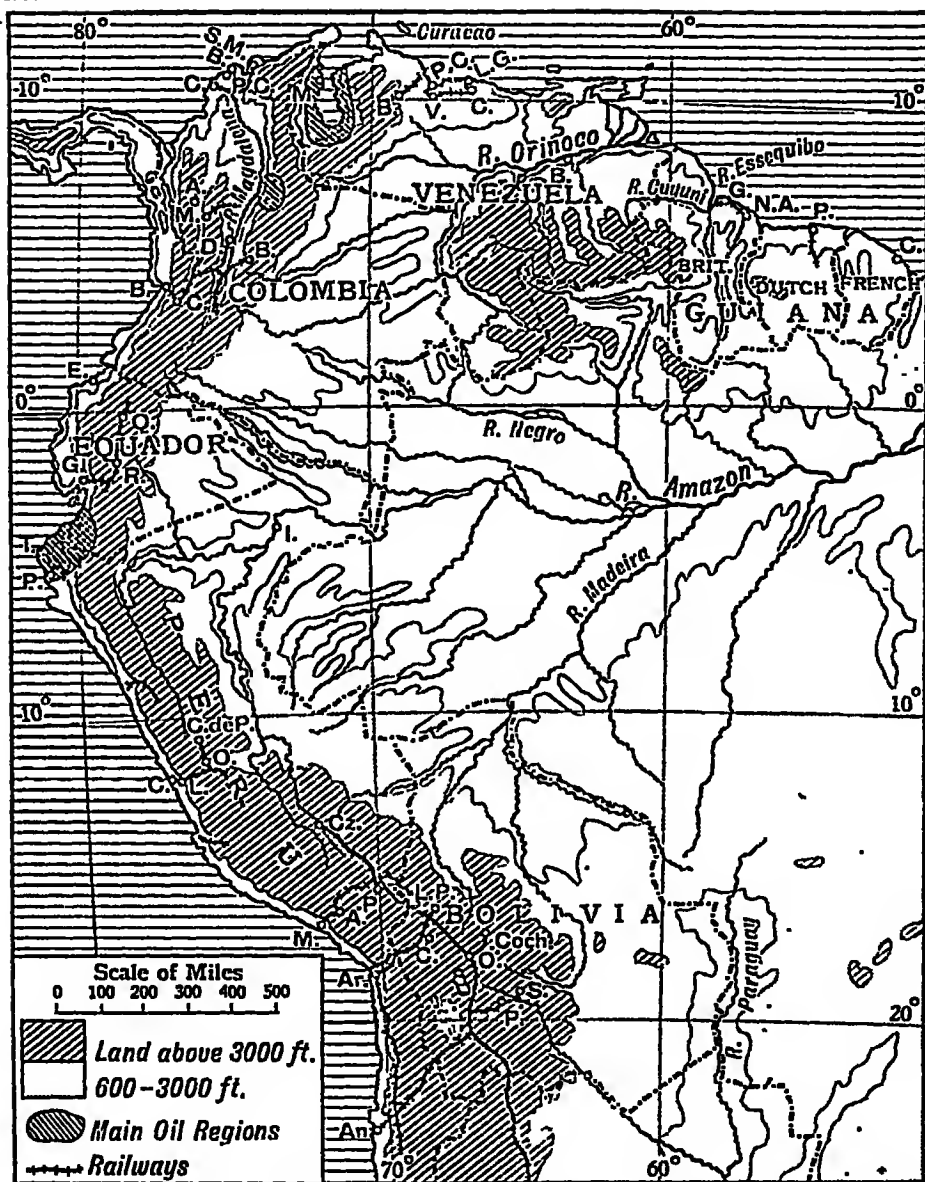 80°
60°
Curacao
S.M.
B.
C.
P.C.
M.
B.
P.
P.C.
L.G.
10°
10°
V.
C.
R. Orinoco
B.
R. Essequibo
VENEZUELA
R. Cuyuni
G.
N.A.
P.
A.
M.
L.D.
B.
C.
BRIT.
DUTCH
FRENCH
B.
C.
COLOMBIA
GUIANA
E.
0°
0°
Q.
R. Negro
EQUADOR
G.
R.
R. Amazon
I.
T.
R. Madeira
P.
PERU
10°
10°
C.deP.
O.
C.
L.
Cz.
P.
L.P.
BOLIVIA
A.
M.
C.
Coch.
O.
Ar.
S.
P.
R. Paraguay
20°
Scale of Miles
0 100 200 300 400 500
Land above 3000 ft.
600–3000 ft.
Main Oil Regions
Railways
An.
70°
60°